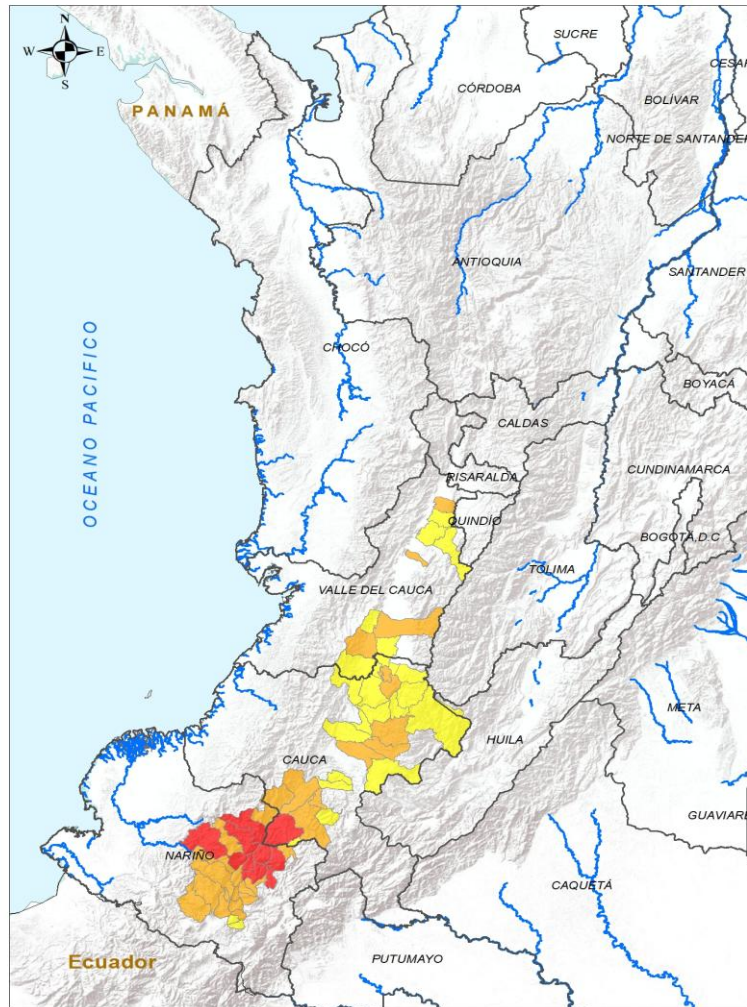 N
W E
S
PANAMÁ
SUCRE
CÓRDOBA
BOLÍVAR
NORTE DE SANTANDER
ANTIOQUIA
SANTANDER
OCEANO PACIFICO
CHOCÓ
BOYACÁ
CALDAS
RISARALDA
CUNDINAMARCA
QUINDÍO
BOGOTÁ,D.C
TOLIMA
VALLE DEL CAUCA
META
HUILA
CAUCA
GUAVIARE
NARIÑO
CAQUETÁ
Ecuador
PUTUMAYO